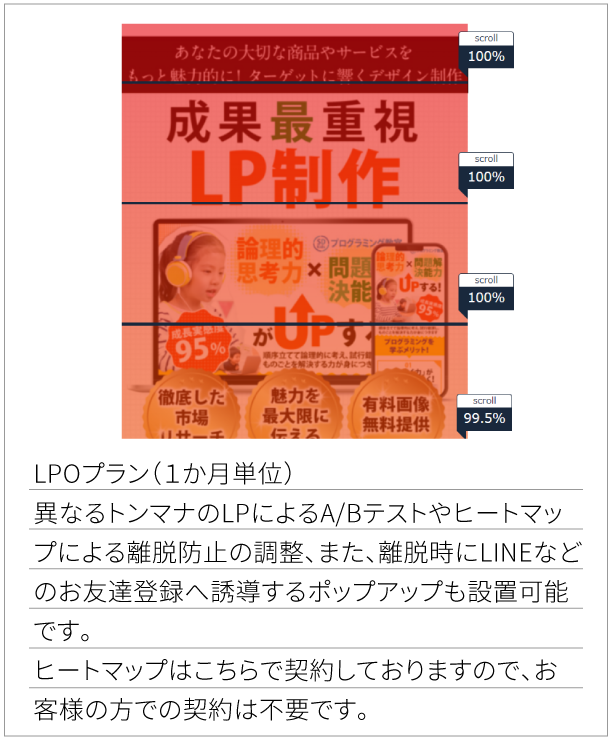 あなたの大切な商品やサービスを
もっと魅力的に!ターゲットに響くデザイン制作
scroll
100%
成果最重視
LP制作
scroll
100%
論理的
思考力
×
問題
決能
プログラミング教室
論理的
思考力
×
問題解
決能力
UPする!
scroll
100%
成長実感度
95%
がUPす
順序立てて論理的に考え、試行錯
ものごとを解決する力が身につき
95%
プログラミングを
学ぶメリット!
徹底した
市場
リサーチ
魅力を
最大限に
伝える
有料画像
無料提供
scroll
99.5%
LPOプラン(1か月単位)
異なるトンマナのLPによるA/Bテストやヒートマッ
プによる離脱防止の調整、また、離脱時にLINEなど
のお友達登録へ誘導するポップアップも設置可能
です。
ヒートマップはこちらで契約しておりますので、お
客様の方での契約は不要です。